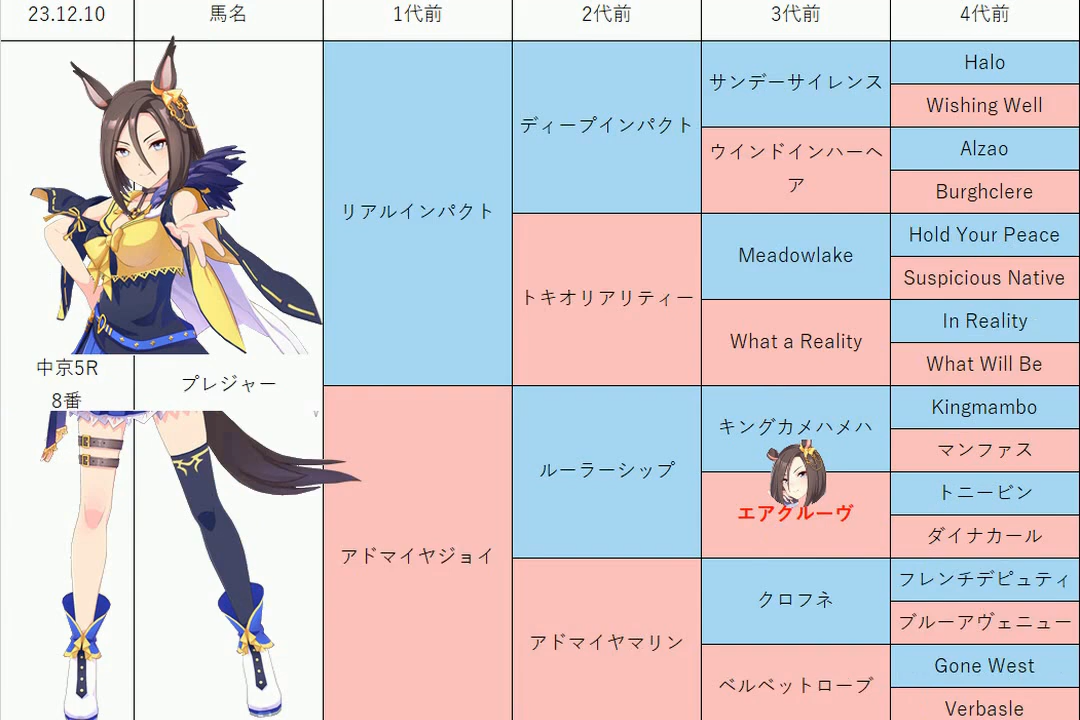 23.12.10
馬名
1代前
2代前
3代前
4代前
中京5R
8番
プレジャー
リアルインパクト
アドマイヤジョイ
ディープインパクト
トキオリアリティー
ルーラーシップ
アドマイヤマリン
サンデーサイレンス
ウインドインハーヘ
ア
Meadowlake
What a Reality
キングカメハメハ
エアグルーヴ
クロフネ
ベルベットローブ
Halo
Wishing Well
Alzao
Burghclere
Hold Your Peace
Suspicious Native
In Reality
What Will Be
Kingmambo
マンファス
トニービン
ダイナカール
フレンチデピュティ
ブルーアヴェニュー
Gone West
Verbasle